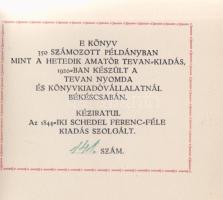 E KÖNYV
350 SZÁMOZOTT PÉLDÁNYBAN
MINT A HETEDIK AMATŐR TEVAN-KIADÁS,
1920-BAN KÉSZÜLT A
TEVAN NYOMDA
ÉS KÖNYVKIADÓVÁLLALATNÁL
BÉKÉSCSABÁN.
KÉZIRATUL
AZ 1844-IKI SCHEDEL FERENC-FÉLE
KIADÁS SZOLGÁLT.
SZÁM.